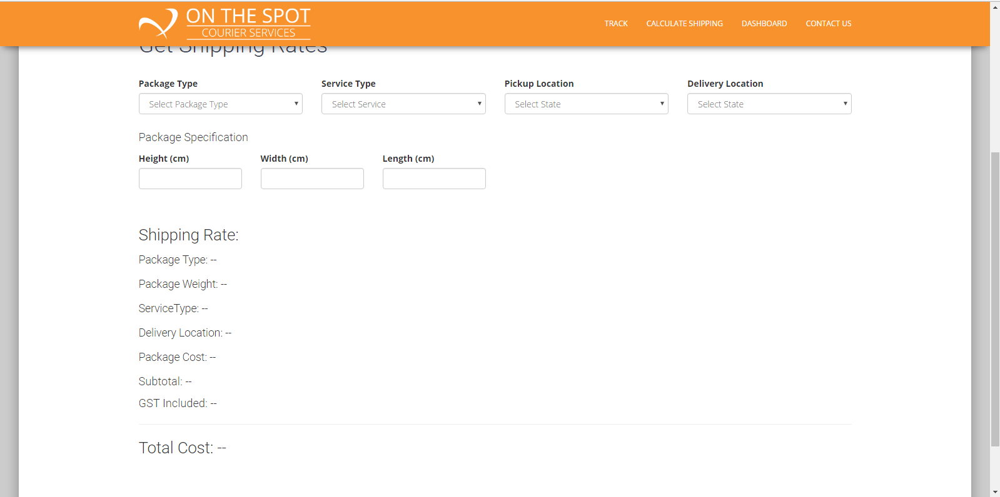 ON THE SPOT
COURIER SERVICES
TRACK CALCULATE SHIPPING DASHBOARD CONTACT US
Get Shipping Rates
Package Type Service Type Pickup Location Delivery Location
Select Package Type Select Service Select State Select State
Package Specification
Height (cm) Width (cm) Length (cm)
Shipping Rate:
Package Type: --
Package Weight: --
ServiceType: --
Delivery Location: --
Package Cost: --
Subtotal: --
GST Included: --
Total Cost: --